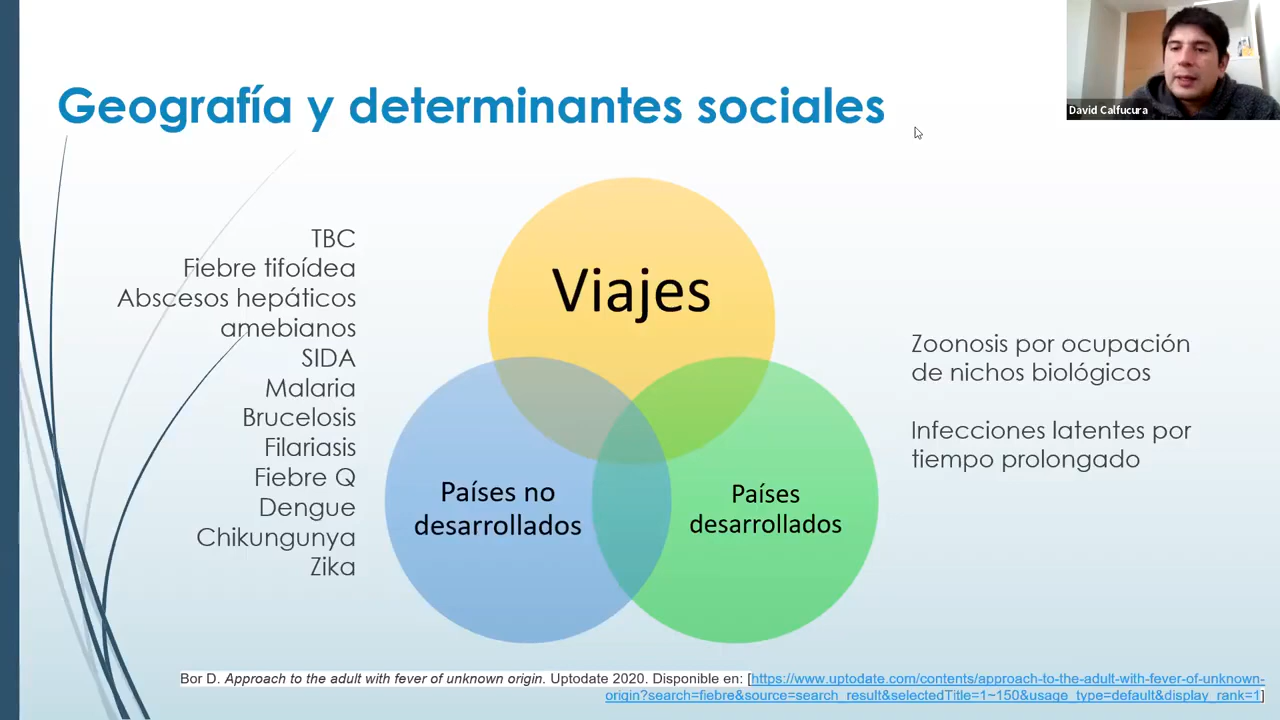 Geografía y determinantes sociales
David Calfucura
TBC
Fiebre tifoídea
Abscesos hepáticos
amebianos
SIDA
Malaria
Brucelosis
Filariasis
Fiebre Q
Dengue
Chikungunya
Zika
Viajes
Países no
desarrollados
Países
desarrollados
Zoonosis por ocupación
de nichos biológicos
Infecciones latentes por
tiempo prolongado
Bor D. Approach to the adult with fever of unknown origin. Uptodate 2020. Disponible en: [https://www.uptodate.com/contents/approach-to-the-adult-with-fever-of-unknown-
origin?search=fiebre&source=search_result&selectedTitle=1~150&usage_type=default&display_rank=1]